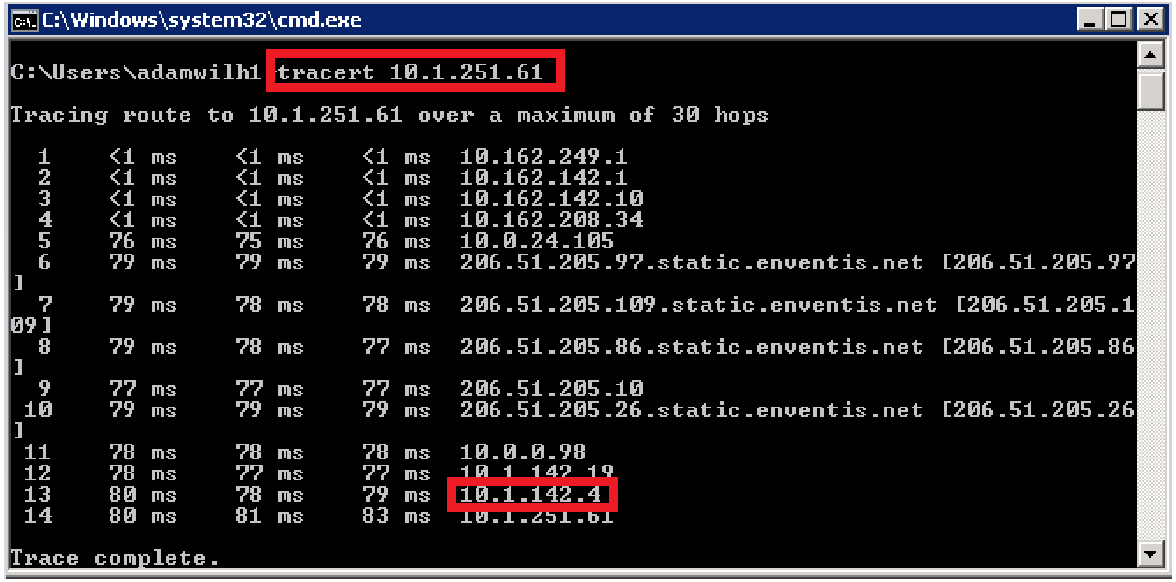 C:\Windows\system32\cmd.exe
C:\Users\adamwilh1 tracert 10.1.251.61
Tracing route to 10.1.251.61 over a maximum of 30 hops
1 <1 ms <1 ms <1 ms 10.162.249.1
2 <1 ms <1 ms <1 ms 10.162.142.1
3 <1 ms <1 ms <1 ms 10.162.142.10
4 <1 ms <1 ms <1 ms 10.162.208.34
5 76 ms 75 ms 76 ms 10.0.24.105
6 79 ms 79 ms 79 ms 206.51.205.97.static.enventis.net [206.51.205.97
]
7 79 ms 78 ms 78 ms 206.51.205.109.static.enventis.net [206.51.205.1
09]
8 79 ms 78 ms 77 ms 206.51.205.86.static.enventis.net [206.51.205.86
]
9 77 ms 77 ms 77 ms 206.51.205.10
10 79 ms 79 ms 79 ms 206.51.205.26.static.enventis.net [206.51.205.26
]
11 78 ms 78 ms 78 ms 10.0.0.98
12 78 ms 77 ms 77 ms 10.1.142.19
13 80 ms 78 ms 79 ms 10.1.142.4
14 80 ms 81 ms 83 ms 10.1.251.61
Trace complete.